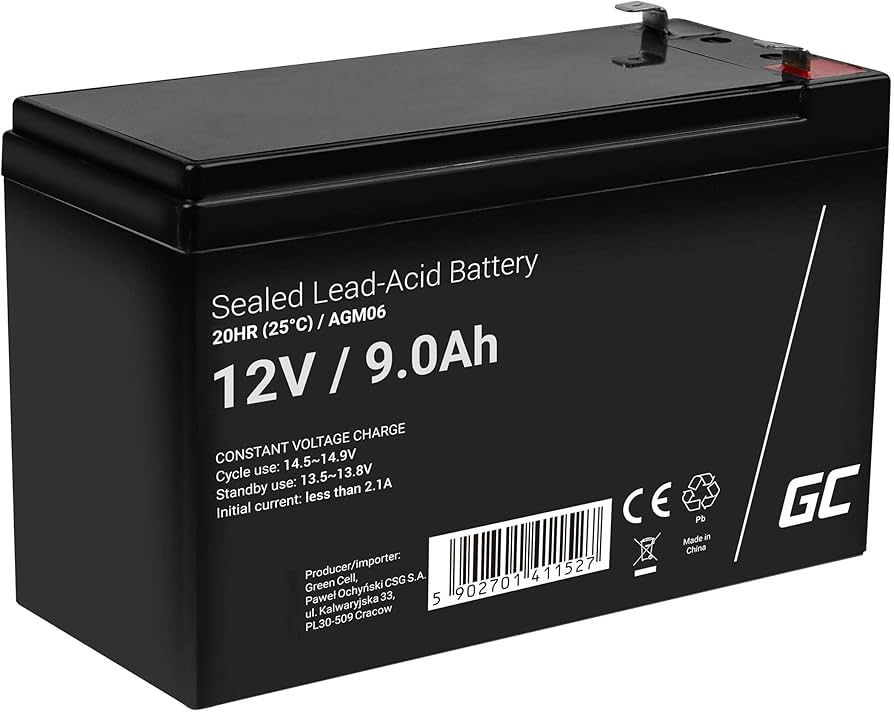 Sealed Lead-Acid Battery
20HR (25°C) / AGM06
12V / 9.0Ah
CONSTANT VOLTAGE CHARGE
Cycle use: 14.5~14.9V
Standby use: 13.5~13.8V
Initial current: less than 2.1A
Producer/importer:
Green Cell,
Paweł Ochyński CSG S.A.
ul. Kalwaryjska 33,
PL30-509 Cracow
5 902701 411527
CE
Pb
Made in
China
GC